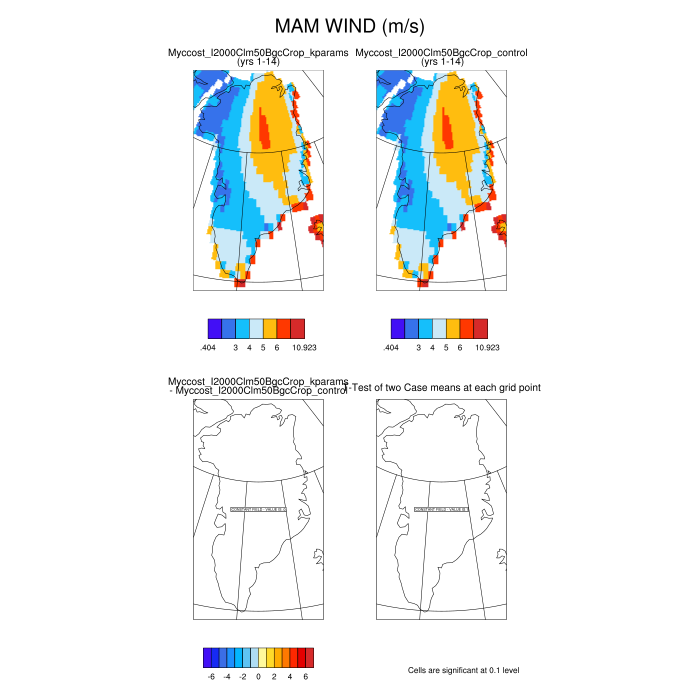 MAM WIND (m/s)
Myccost_I2000Clm50BgcCrop_kparams
(yrs 1-14)
Myccost_I2000Clm50BgcCrop_control
(yrs 1-14)
.404 3 4 5 6 10.923
.404 3 4 5 6 10.923
Myccost_I2000Clm50BgcCrop_kparams
- Myccost_I2000Clm50BgcCrop_control
T-Test of two Case means at each grid point
CONSTANT FIELD - VALUE IS 0
CONSTANT FIELD - VALUE IS
-6 -4 -2 0 2 4 6
Cells are significant at 0.1 level